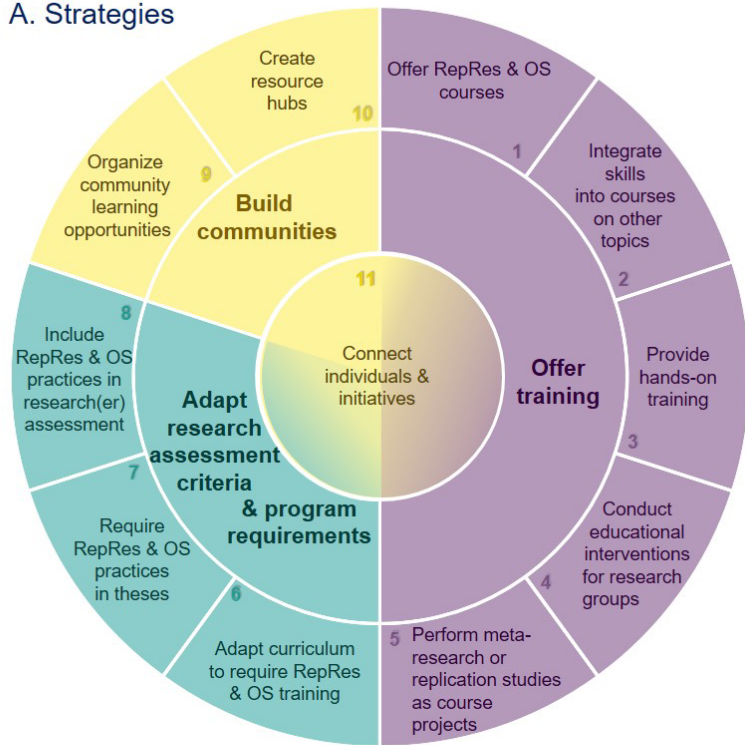 A. Strategies
Offer RepRes & OS
courses
1
Integrate
skills
into courses
on other
topics
2
Provide
hands-on
training
3
Conduct
educational
interventions
for research
groups
4
5
Perform meta-
research or
replication studies
as course
projects
Adapt curriculum
to require RepRes
& OS training
6
Require
RepRes & OS
practices
in theses
7
Include
RepRes & OS
practices in
research(er)
assessment
8
Organize
community
learning
opportunities
9
Create
resource
hubs
10
Build
communities
Offer
training
Adapt
research
assessment
criteria
& program
requirements
11
Connect
individuals &
initiatives